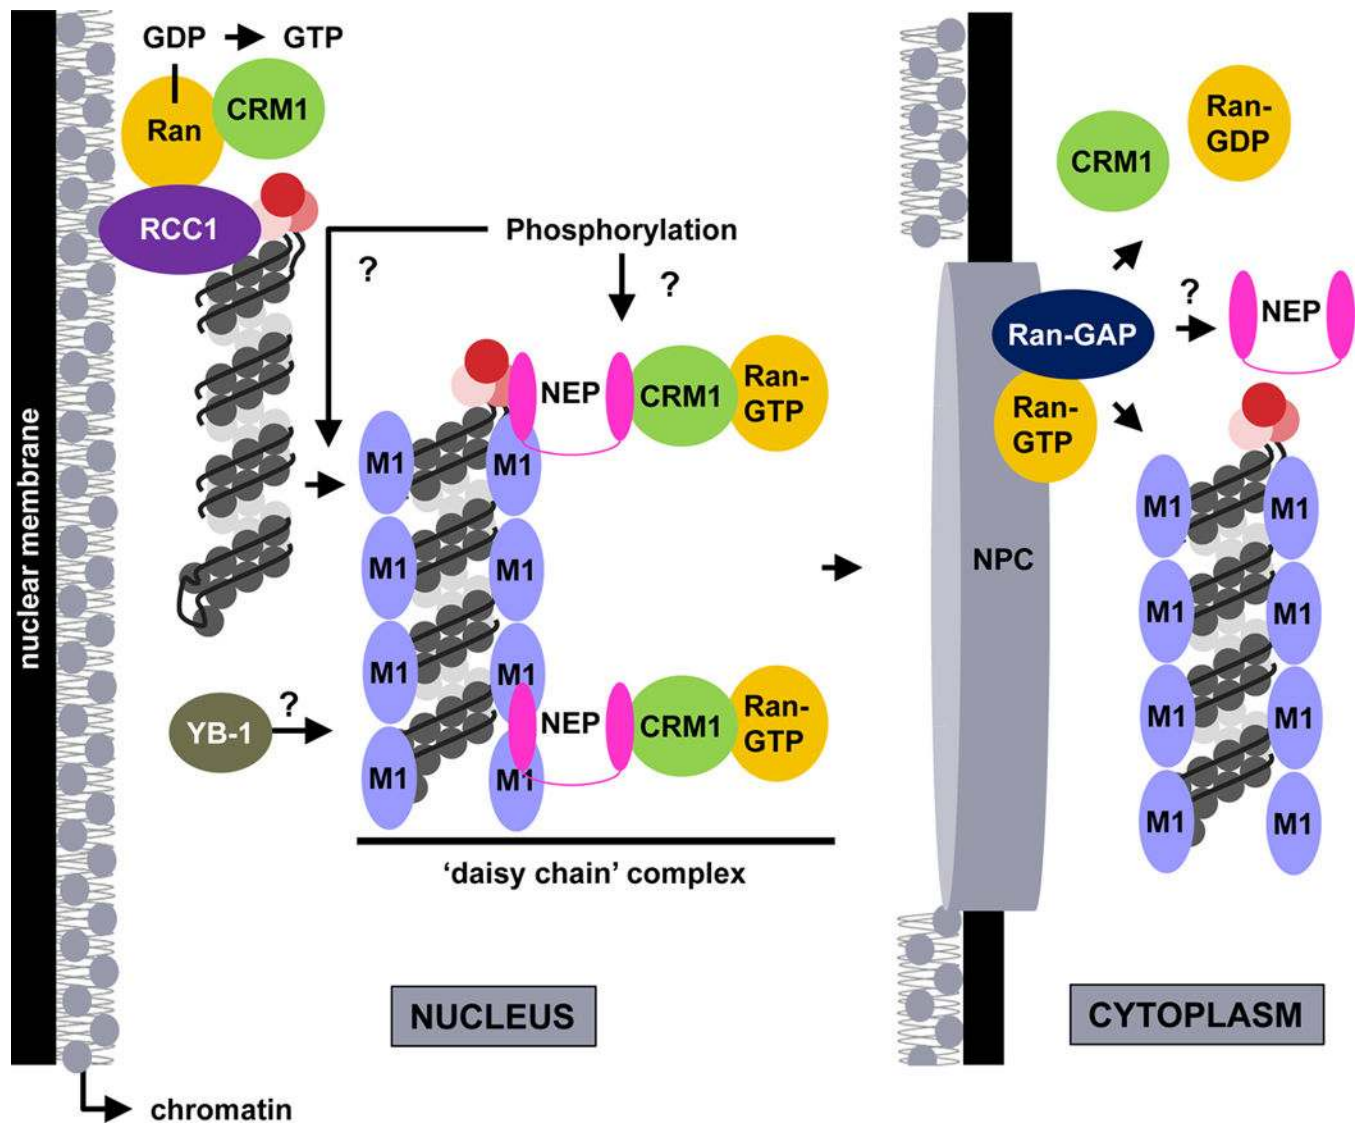 nuclear membrane
GDP GTP
Ran
CRM1
RCC1
Phosphorylation
?
?
NEP
CRM1
Ran-
GTP
M1
M1
M1
M1
M1
M1
YB-1
?
NEP
CRM1
Ran-
GTP
M1
M1
'daisy chain' complex
NUCLEUS
chromatin
CRM1
Ran-
GDP
Ran-GAP
?
NEP
Ran-
GTP
NPC
M1
M1
M1
M1
M1
M1
M1
M1
CYTOPLASM